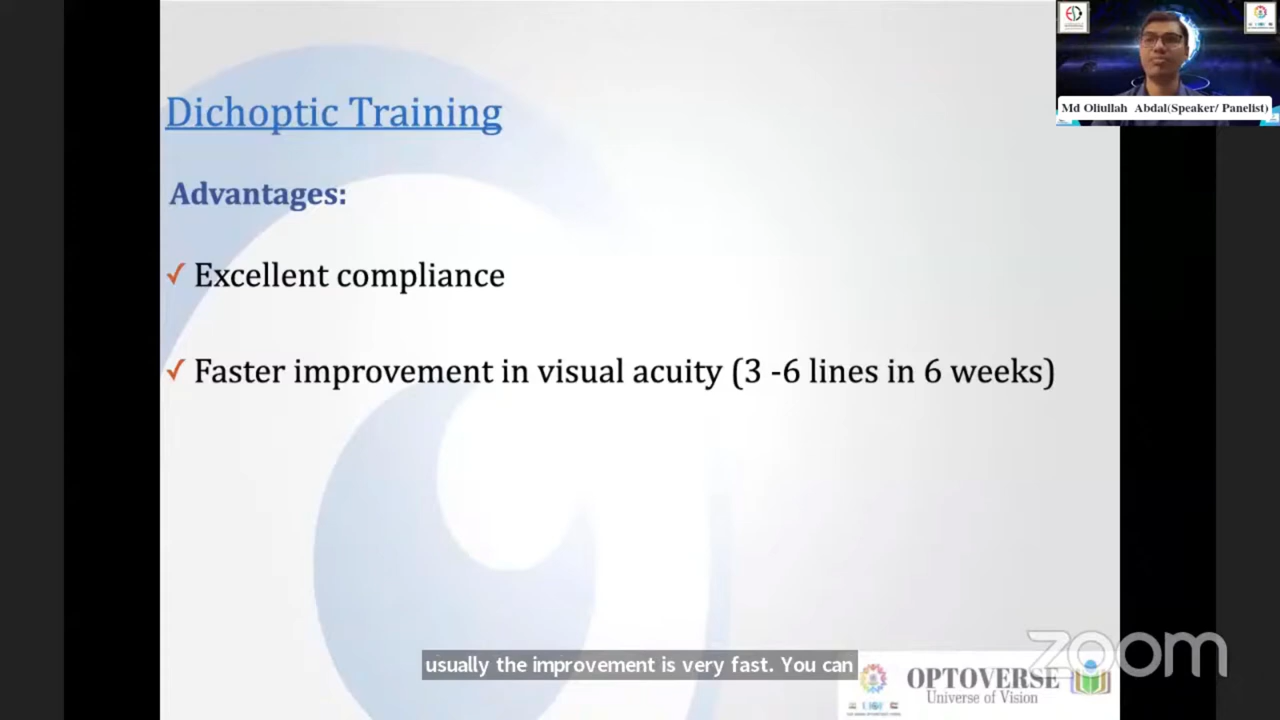 Dichoptic Training
Advantages:
✓ Excellent compliance
✓ Faster improvement in visual acuity (3 -6 lines in 6 weeks)
usually the improvement is very fast. You can
Md Oliullah Abdal(Speaker/ Panelist)
zoom
OPTOVERSE
Universe of Vision